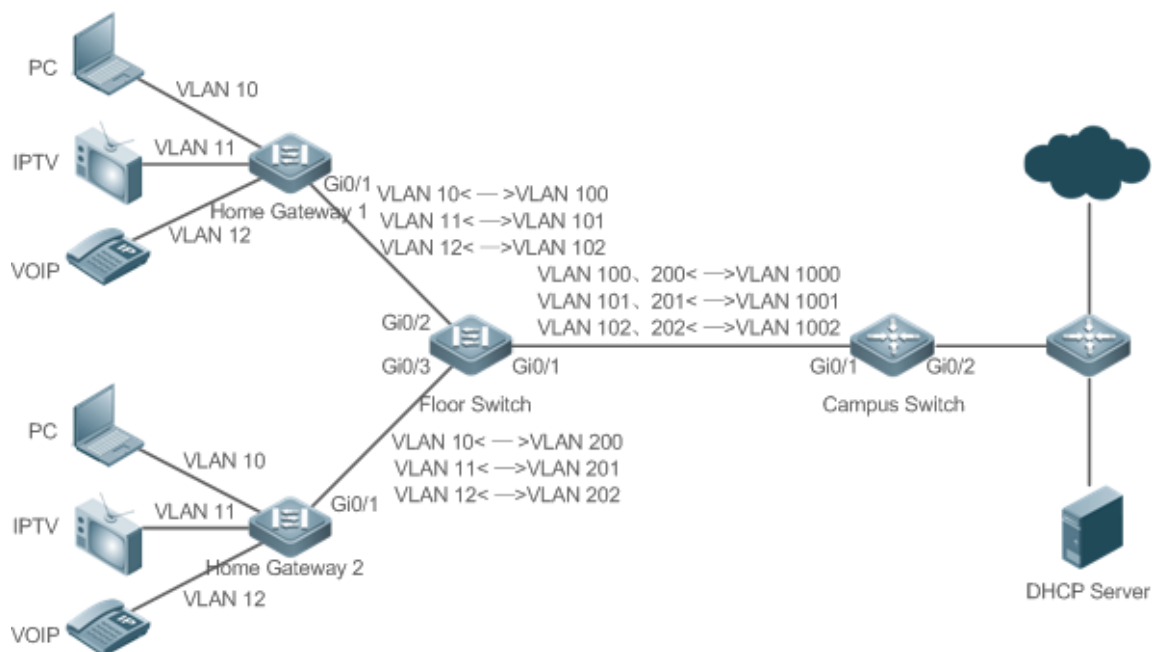 PC
VLAN 10
IPTV
VLAN 11
Gi0/1
Home Gateway 1
VLAN 12
VOIP
IP
VLAN 10< — >VLAN 100
VLAN 11< —>VLAN 101
VLAN 12< —>VLAN 102
VLAN 100、200< —>VLAN 1000
VLAN 101、201< —>VLAN 1001
VLAN 102、202< —>VLAN 1002
Gi0/2
Gi0/3
Gi0/1
Floor Switch
Gi0/1
Gi0/2
Campus Switch
VLAN 10< — >VLAN 200
VLAN 11< —>VLAN 201
VLAN 12< —>VLAN 202
PC
VLAN 10
IPTV
VLAN 11
Gi0/1
Home Gateway 2
VLAN 12
VOIP
IP
DHCP Server